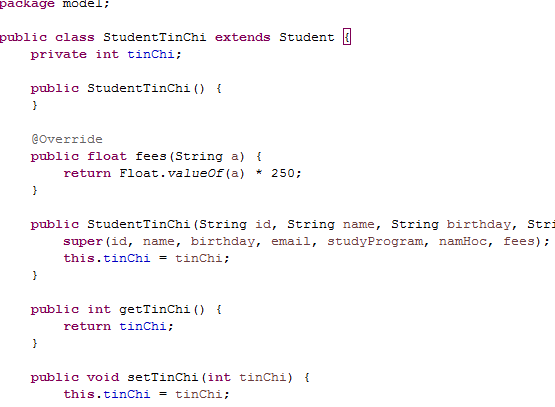 package model;
public class StudentTinChi extends Student {
private int tinChi;
public StudentTinChi() {
}
@Override
public float fees(String a) {
return Float.valueOf(a) * 250;
}
public StudentTinChi(String id, String name, String birthday, Stri
super(id, name, birthday, email, studyProgram, namHoc, fees);
this.tinChi = tinChi;
}
public int getTinChi() {
return tinChi;
}
public void setTinChi(int tinChi) {
this.tinChi = tinChi;